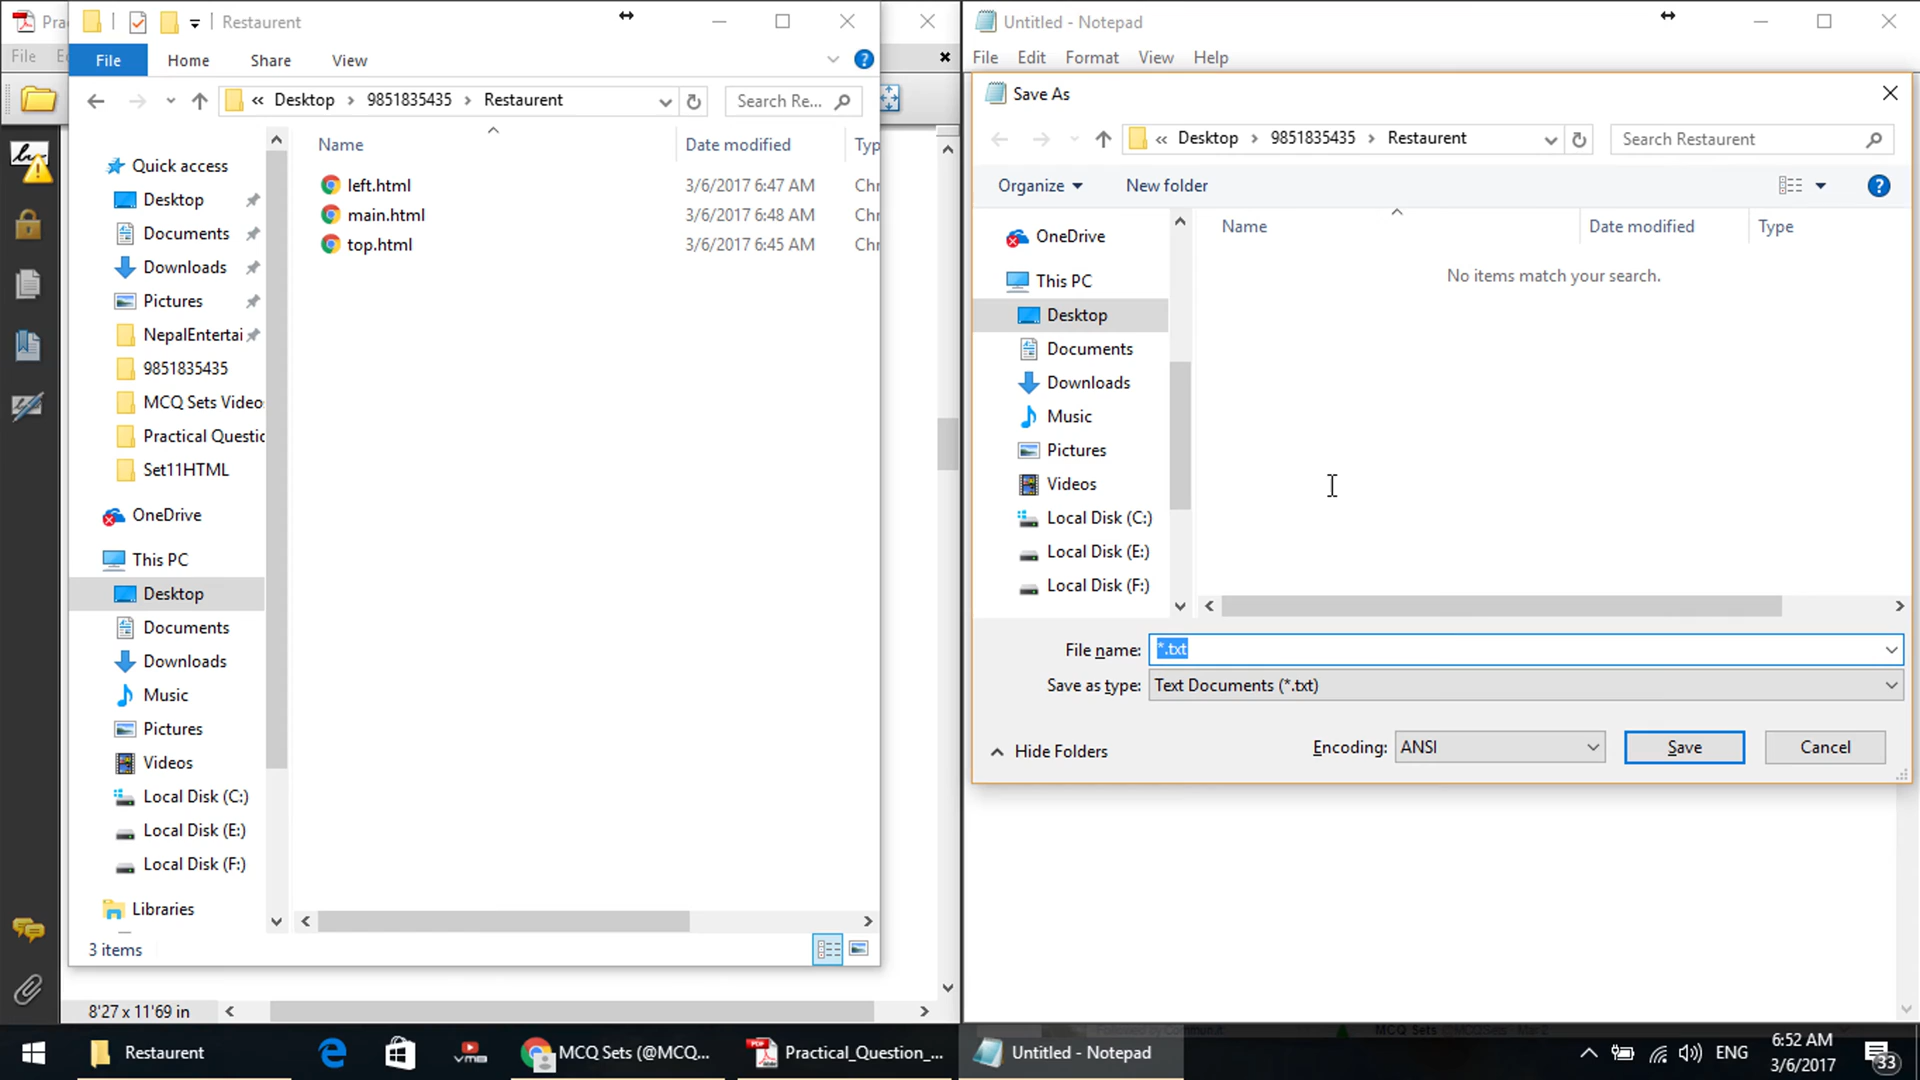 Prac
Restaurent
File
File
Home
Share
View
« Desktop > 9851835435 > Restaurent
Search Re...
Quick access
Desktop
Documents
Downloads
Pictures
NepalEntertai
9851835435
MCQ Sets Video
Practical Questic
Set11HTML
OneDrive
This PC
Desktop
Documents
Downloads
Music
Pictures
Videos
Local Disk (C:)
Local Disk (E:)
Local Disk (F:)
Libraries
Name Date modified Typ
left.html 3/6/2017 6:47 AM Chr
main.html 3/6/2017 6:48 AM Chr
top.html 3/6/2017 6:45 AM Chr
3 items
8'27 x 11'69 in
Untitled - Notepad
File Edit Format View Help
Save As
« Desktop > 9851835435 > Restaurent
Search Restaurent
Organize
New folder
OneDrive
This PC
Desktop
Documents
Downloads
Music
Pictures
Videos
Local Disk (C:)
Local Disk (E:)
Local Disk (F:)
Name Date modified Type
No items match your search.
File name: *.txt
Save as type: Text Documents (*.txt)
Hide Folders
Encoding: ANSI
Save
Cancel
Restaurent
MCQ Sets (@MCQ...
Practical_Question_...
Untitled - Notepad
ENG
6:52 AM
3/6/2017
33